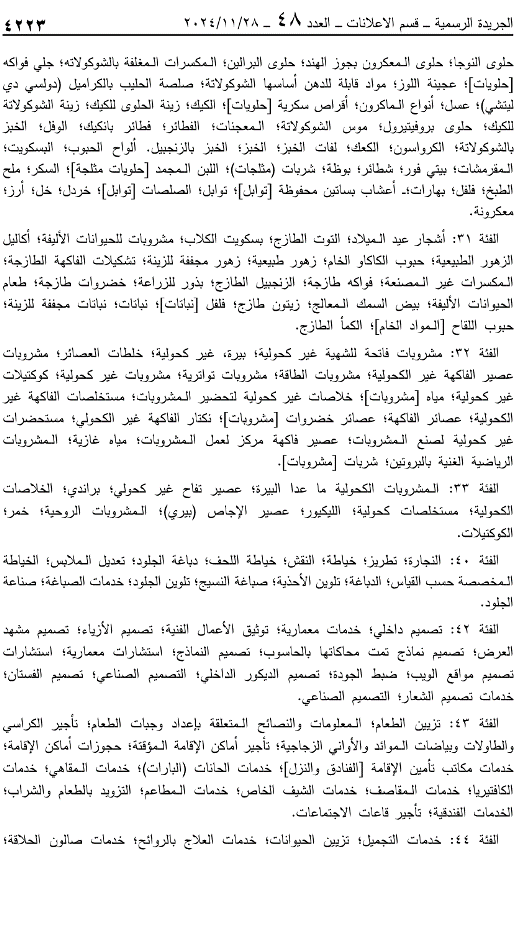 الجريدة الرسمية ــ قسم الاعلانات ــ العدد ٤٨ ــ ٢٠٢٤/١١/٢٨ ٤٢٢٣
حلوى النوجا؛ حلوى المعكرون بجوز الهند؛ حلوى البرالين؛ المكسرات المغلفة بالشوكولاته؛ جلي فواكه
[حلويات]؛ عجينة اللوز؛ مواد قابلة للدهن أساسها الشوكولاتة؛ صلصة الحليب بالكراميل (دولسي دي
ليتشي)؛ عسل؛ أنواع الماكرون؛ أقراص سكرية [حلويات]؛ الكيك؛ زينة الحلوى للكيك؛ زينة الشوكولاتة
للكيك؛ حلوى بروفيتيرول؛ موس الشوكولاتة؛ المعجنات؛ الفطائر؛ فطائر بانكيك؛ الوفل؛ الخبز
بالشوكولاتة؛ الكرواسون؛ الكعك؛ لفات الخبز؛ الخبز؛ الخبز بالزنجبيل. ألواح الحبوب؛ البسكويت؛
المقرمشات؛ بيتي فور؛ شطائر؛ بوظة؛ شربات (مثلجات)؛ اللبن المجمد [حلويات مثلجة]؛ السكر؛ ملح
الطبخ؛ فلفل؛ بهارات؛ـ أعشاب بساتين محفوظة [توابل]؛ توابل؛ الصلصات [توابل]؛ خردل؛ خل؛ أرز؛
معكرونة.
الفئة ٣١: أشجار عيد الميلاد؛ التوت الطازج؛ بسكويت الكلاب؛ مشروبات للحيوانات الأليفة؛ أكاليل
الزهور الطبيعية؛ حبوب الكاكاو الخام؛ زهور طبيعية؛ زهور مجففة للزينة؛ تشكيلات الفاكهة الطازجة؛
المكسرات غير المصنعة؛ فواكه طازجة؛ الزنجبيل الطازج؛ بذور للزراعة؛ خضروات طازجة؛ طعام
الحيوانات الأليفة؛ بيض السمك المعالج؛ زيتون طازج؛ فلفل [نباتات]؛ نباتات؛ نباتات مجففة للزينة؛
حبوب اللقاح [المواد الخام]؛ الكمأ الطازج.
الفئة ٣٢: مشروبات فاتحة للشهية غير كحولية؛ بيرة، غير كحولية؛ خلطات العصائر؛ مشروبات
عصير الفاكهة غير الكحولية؛ مشروبات الطاقة؛ مشروبات تواترية؛ مشروبات غير كحولية؛ كوكتيلات
غير كحولية؛ مياه [مشروبات]؛ خلاصات غير كحولية لتحضير المشروبات؛ مستخلصات الفاكهة غير
الكحولية؛ عصائر الفاكهة؛ عصائر خضروات [مشروبات]؛ نكتار الفاكهة غير الكحولي؛ مستحضرات
غير كحولية لصنع المشروبات؛ عصير فاكهة مركز لعمل المشروبات؛ مياه غازية؛ المشروبات
الرياضية الغنية بالبروتين؛ شربات [مشروبات].
الفئة ٣٣: المشروبات الكحولية ما عدا البيرة؛ عصير تفاح غير كحولي؛ براندي؛ الخلاصات
الكحولية؛ مستخلصات كحولية؛ الليكيور؛ عصير الإجاص (بيري)؛ المشروبات الروحية؛ خمر؛
الكوكتيلات.
الفئة ٤٠: النجارة؛ تطريز؛ خياطة؛ النقش؛ خياطة اللحف؛ دباغة الجلود؛ تعديل الملابس؛ الخياطة
المخصصة حسب القياس؛ الدباغة؛ تلوين الأحذية؛ صباغة النسيج؛ تلوين الجلود؛ خدمات الصباغة؛ صناعة
الجلود.
الفئة ٤٢: تصميم داخلي؛ خدمات معمارية؛ توثيق الأعمال الفنية؛ تصميم الأزياء؛ تصميم مشهد
العرض؛ تصميم نماذج تمت محاكاتها بالحاسوب؛ تصميم النماذج؛ استشارات معمارية؛ استشارات
تصميم مواقع الويب؛ ضبط الجودة؛ تصميم الديكور الداخلي؛ التصميم الصناعي؛ تصميم الفستان؛
خدمات تصميم الشعار؛ التصميم الصناعي.
الفئة ٤٣: تزيين الطعام؛ المعلومات والنصائح المتعلقة بإعداد وجبات الطعام؛ تأجير الكراسي
والطاولات وبياضات الموائد والأواني الزجاجية؛ تأجير أماكن الإقامة المؤقتة؛ حجوزات أماكن الإقامة؛
خدمات مكاتب تأمين الإقامة [الفنادق والنزل]؛ خدمات الحانات (البارات)؛ خدمات المقاهي؛ خدمات
الكافتيريا؛ خدمات المقاصف؛ خدمات الشيف الخاص؛ خدمات المطاعم؛ التزويد بالطعام والشراب؛
الخدمات الفندقية؛ تأجير قاعات الاجتماعات.
الفئة ٤٤: خدمات التجميل؛ تزيين الحيوانات؛ خدمات العلاج بالروائح؛ خدمات صالون الحلاقة؛